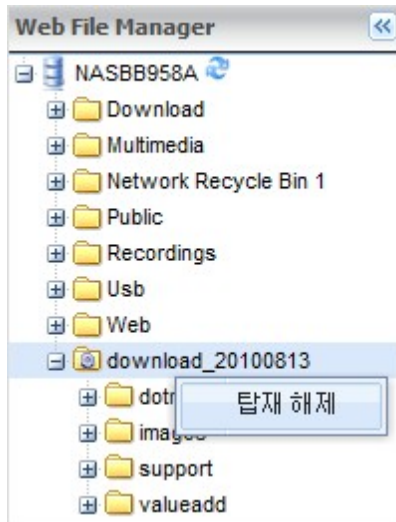 Web File Manager
NASBB958A
Download
Multimedia
Network Recycle Bin 1
Public
Recordings
Usb
Web
download_20100813
탑재 해제
support
valueadd